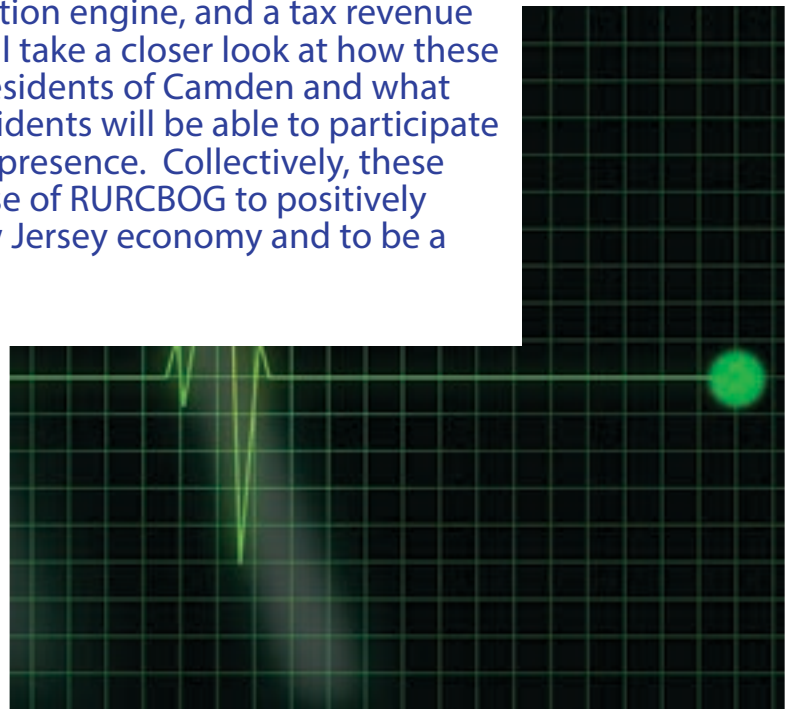 tion engine, and a tax revenue
l take a closer look at how these
esidents of Camden and what
idents will be able to participate
presence.  Collectively, these
se of RURCBOG to positively
Jersey economy and to be a